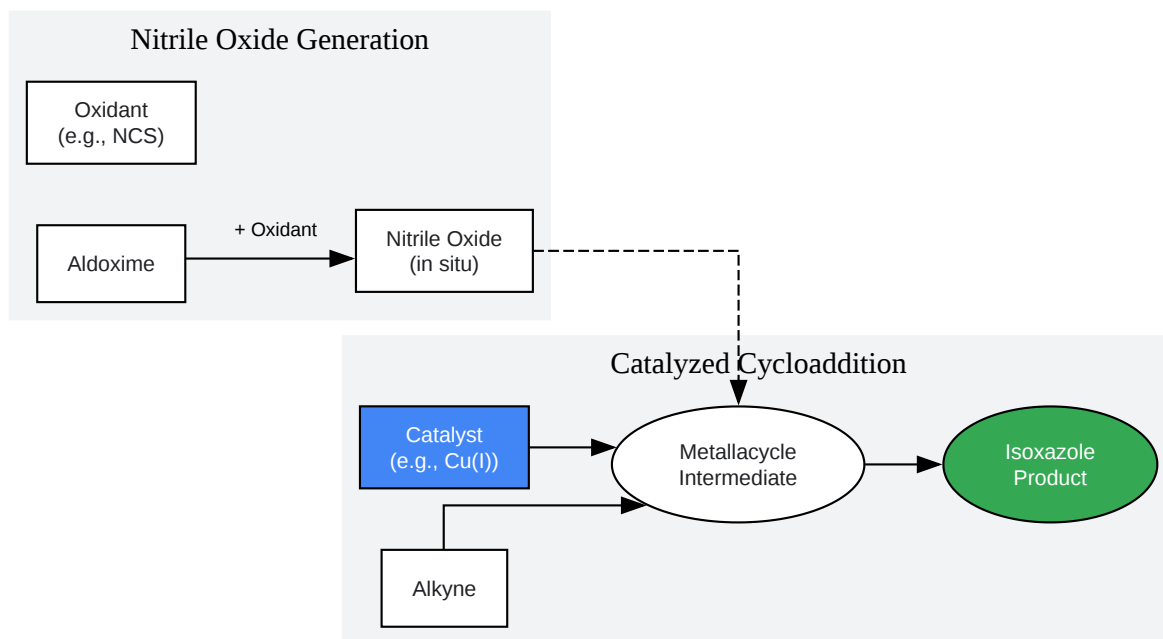 Nitrile Oxide Generation
Oxidant
(e.g., NCS)
+ Oxidant
Aldoxime
Nitrile Oxide
(in situ)
Catalyzed Cycloaddition
Catalyst
(e.g., Cu(I))
Metallacycle
Intermediate
Isoxazole
Product
Alkyne